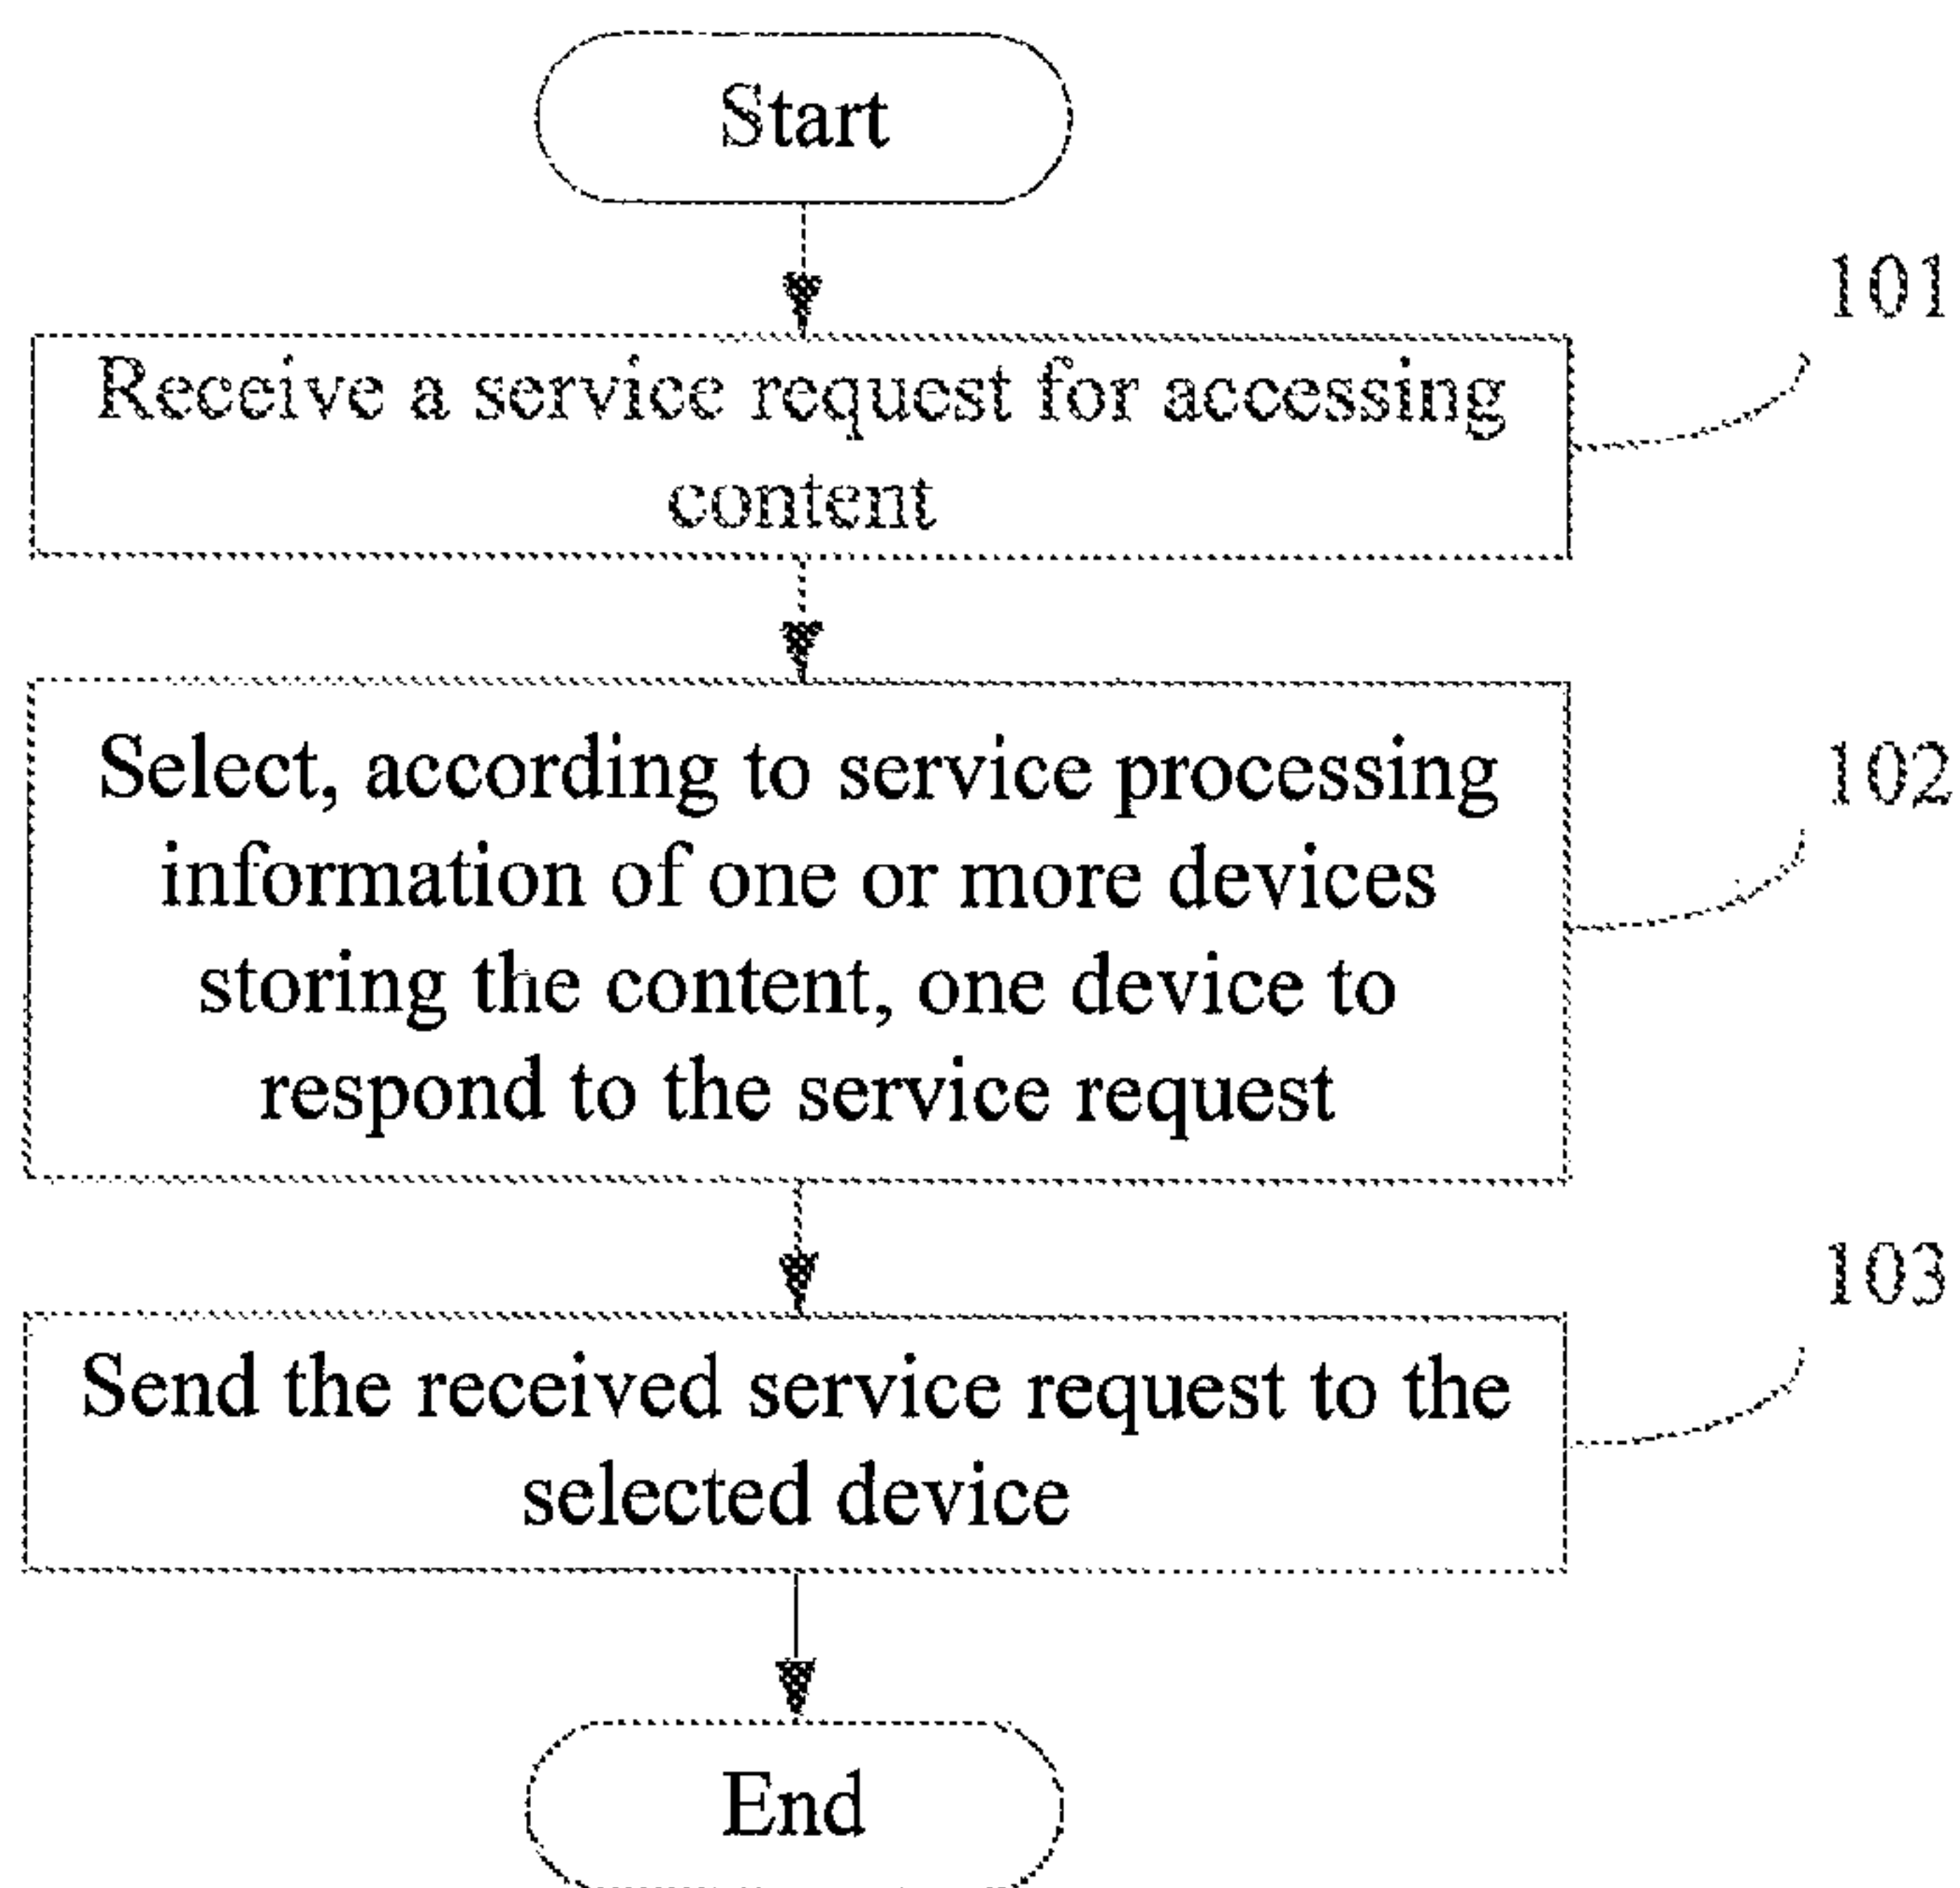 Start
101
Receive a service request for accessing
content
102
Select, according to service processing
information of one or more devices
storing the content, one device to
respond to the service request
103
Send the received service request to the
selected device
End